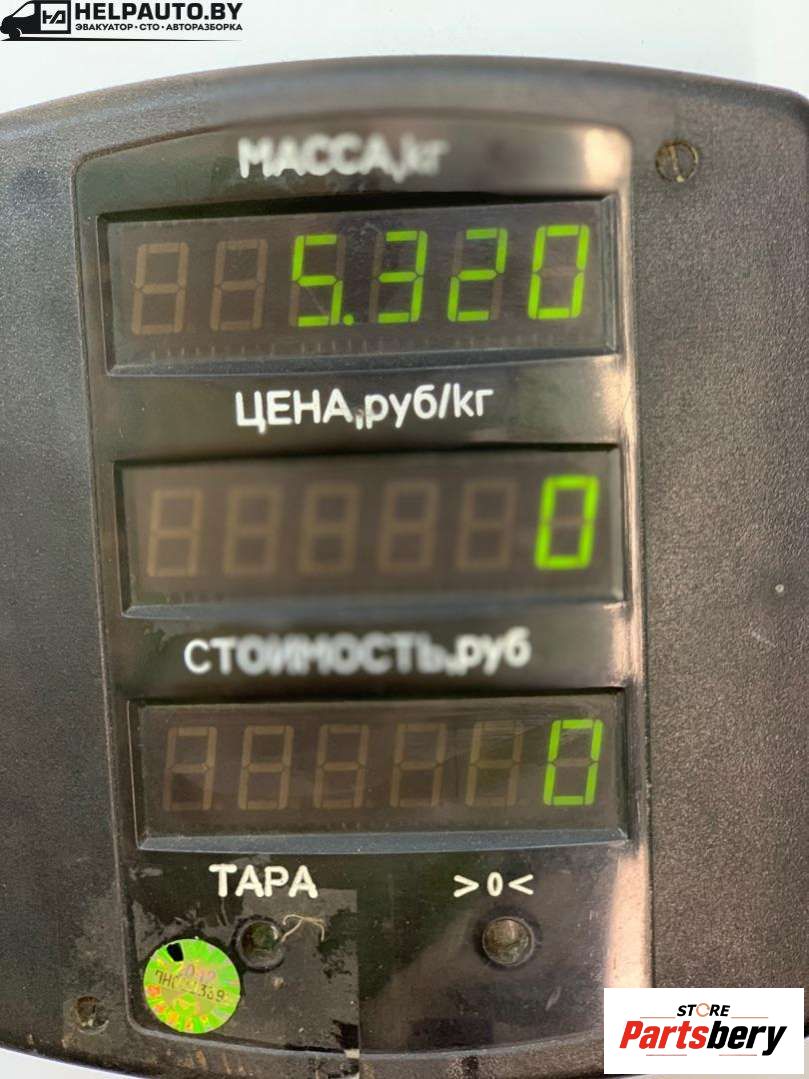 HELPAUTO.BY
ЭВАКУАТОР • СТО • АВТОРАЗБОРКА
МАССА,кг
5.320
ЦЕНА,руб/кг
0
СТОИМОСТЬ,руб
0
ТАРА >0<
STORE
Partsbery